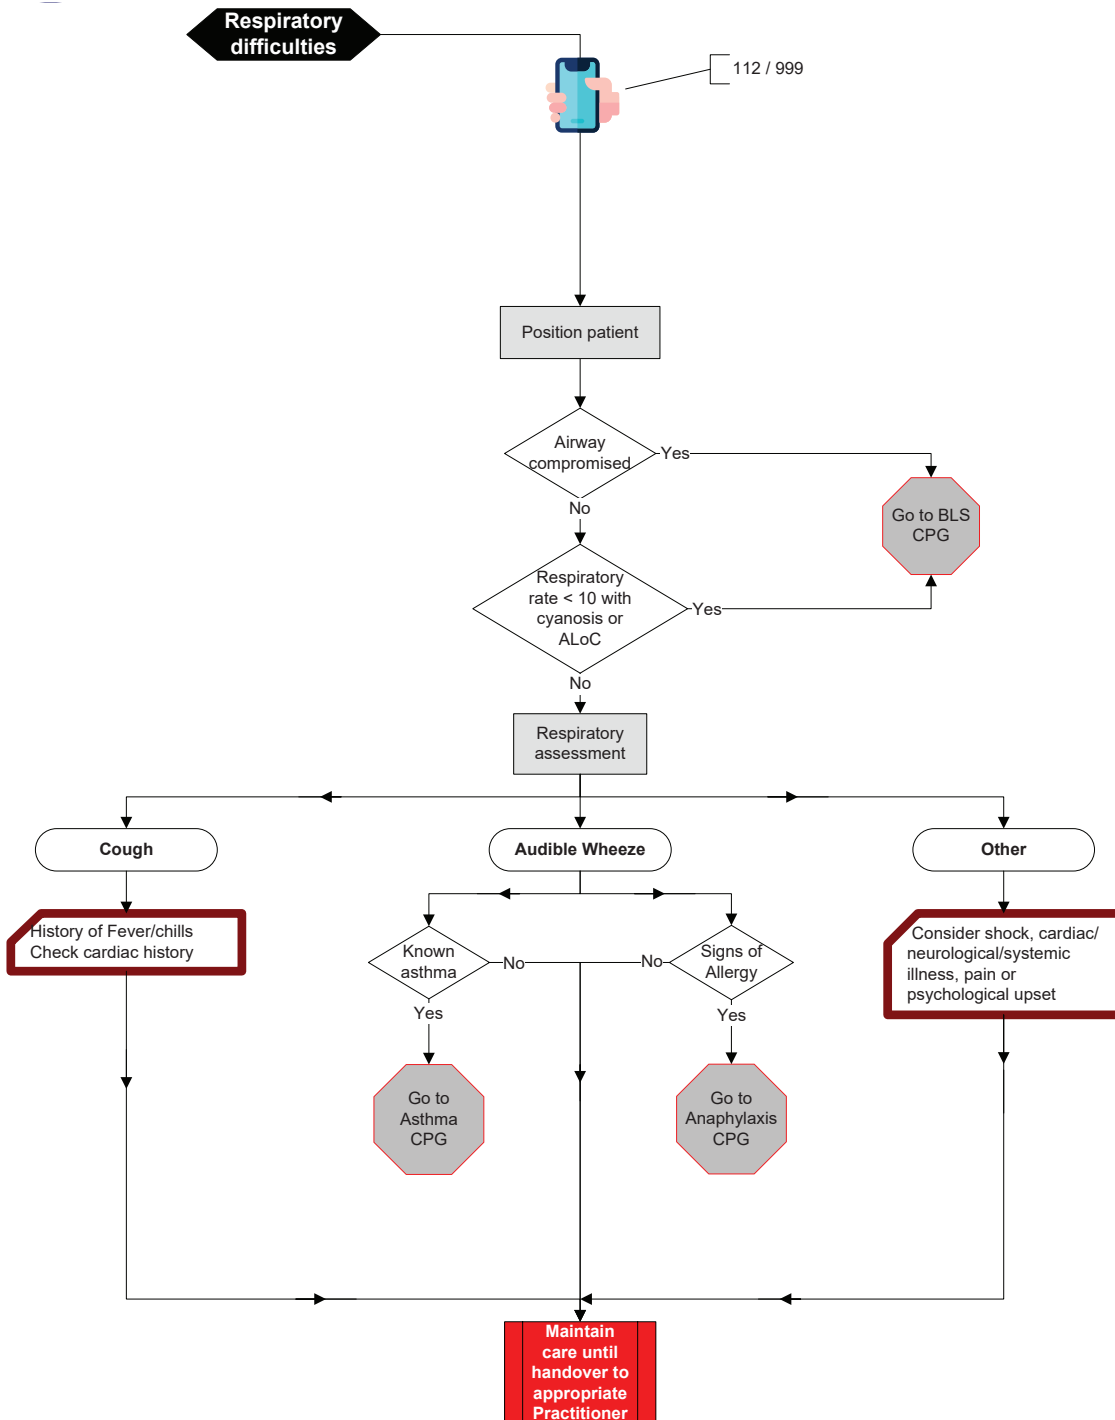 Respiratory
difficulties
112 / 999
Position patient
Airway
compromised
Yes
No
Go to BLS
CPG
Respiratory
rate < 10 with
cyanosis or
ALoC
Yes
No
Respiratory
assessment
Cough
Audible Wheeze
Other
History of Fever/chills
Check cardiac history
Known
asthma
No
No
Signs of
Allergy
Consider shock, cardiac/
neurological/systemic
illness, pain or
psychological upset
Yes
Yes
Go to
Asthma
CPG
Go to
Anaphylaxis
CPG
Maintain
care until
handover to
appropriate
Practitioner